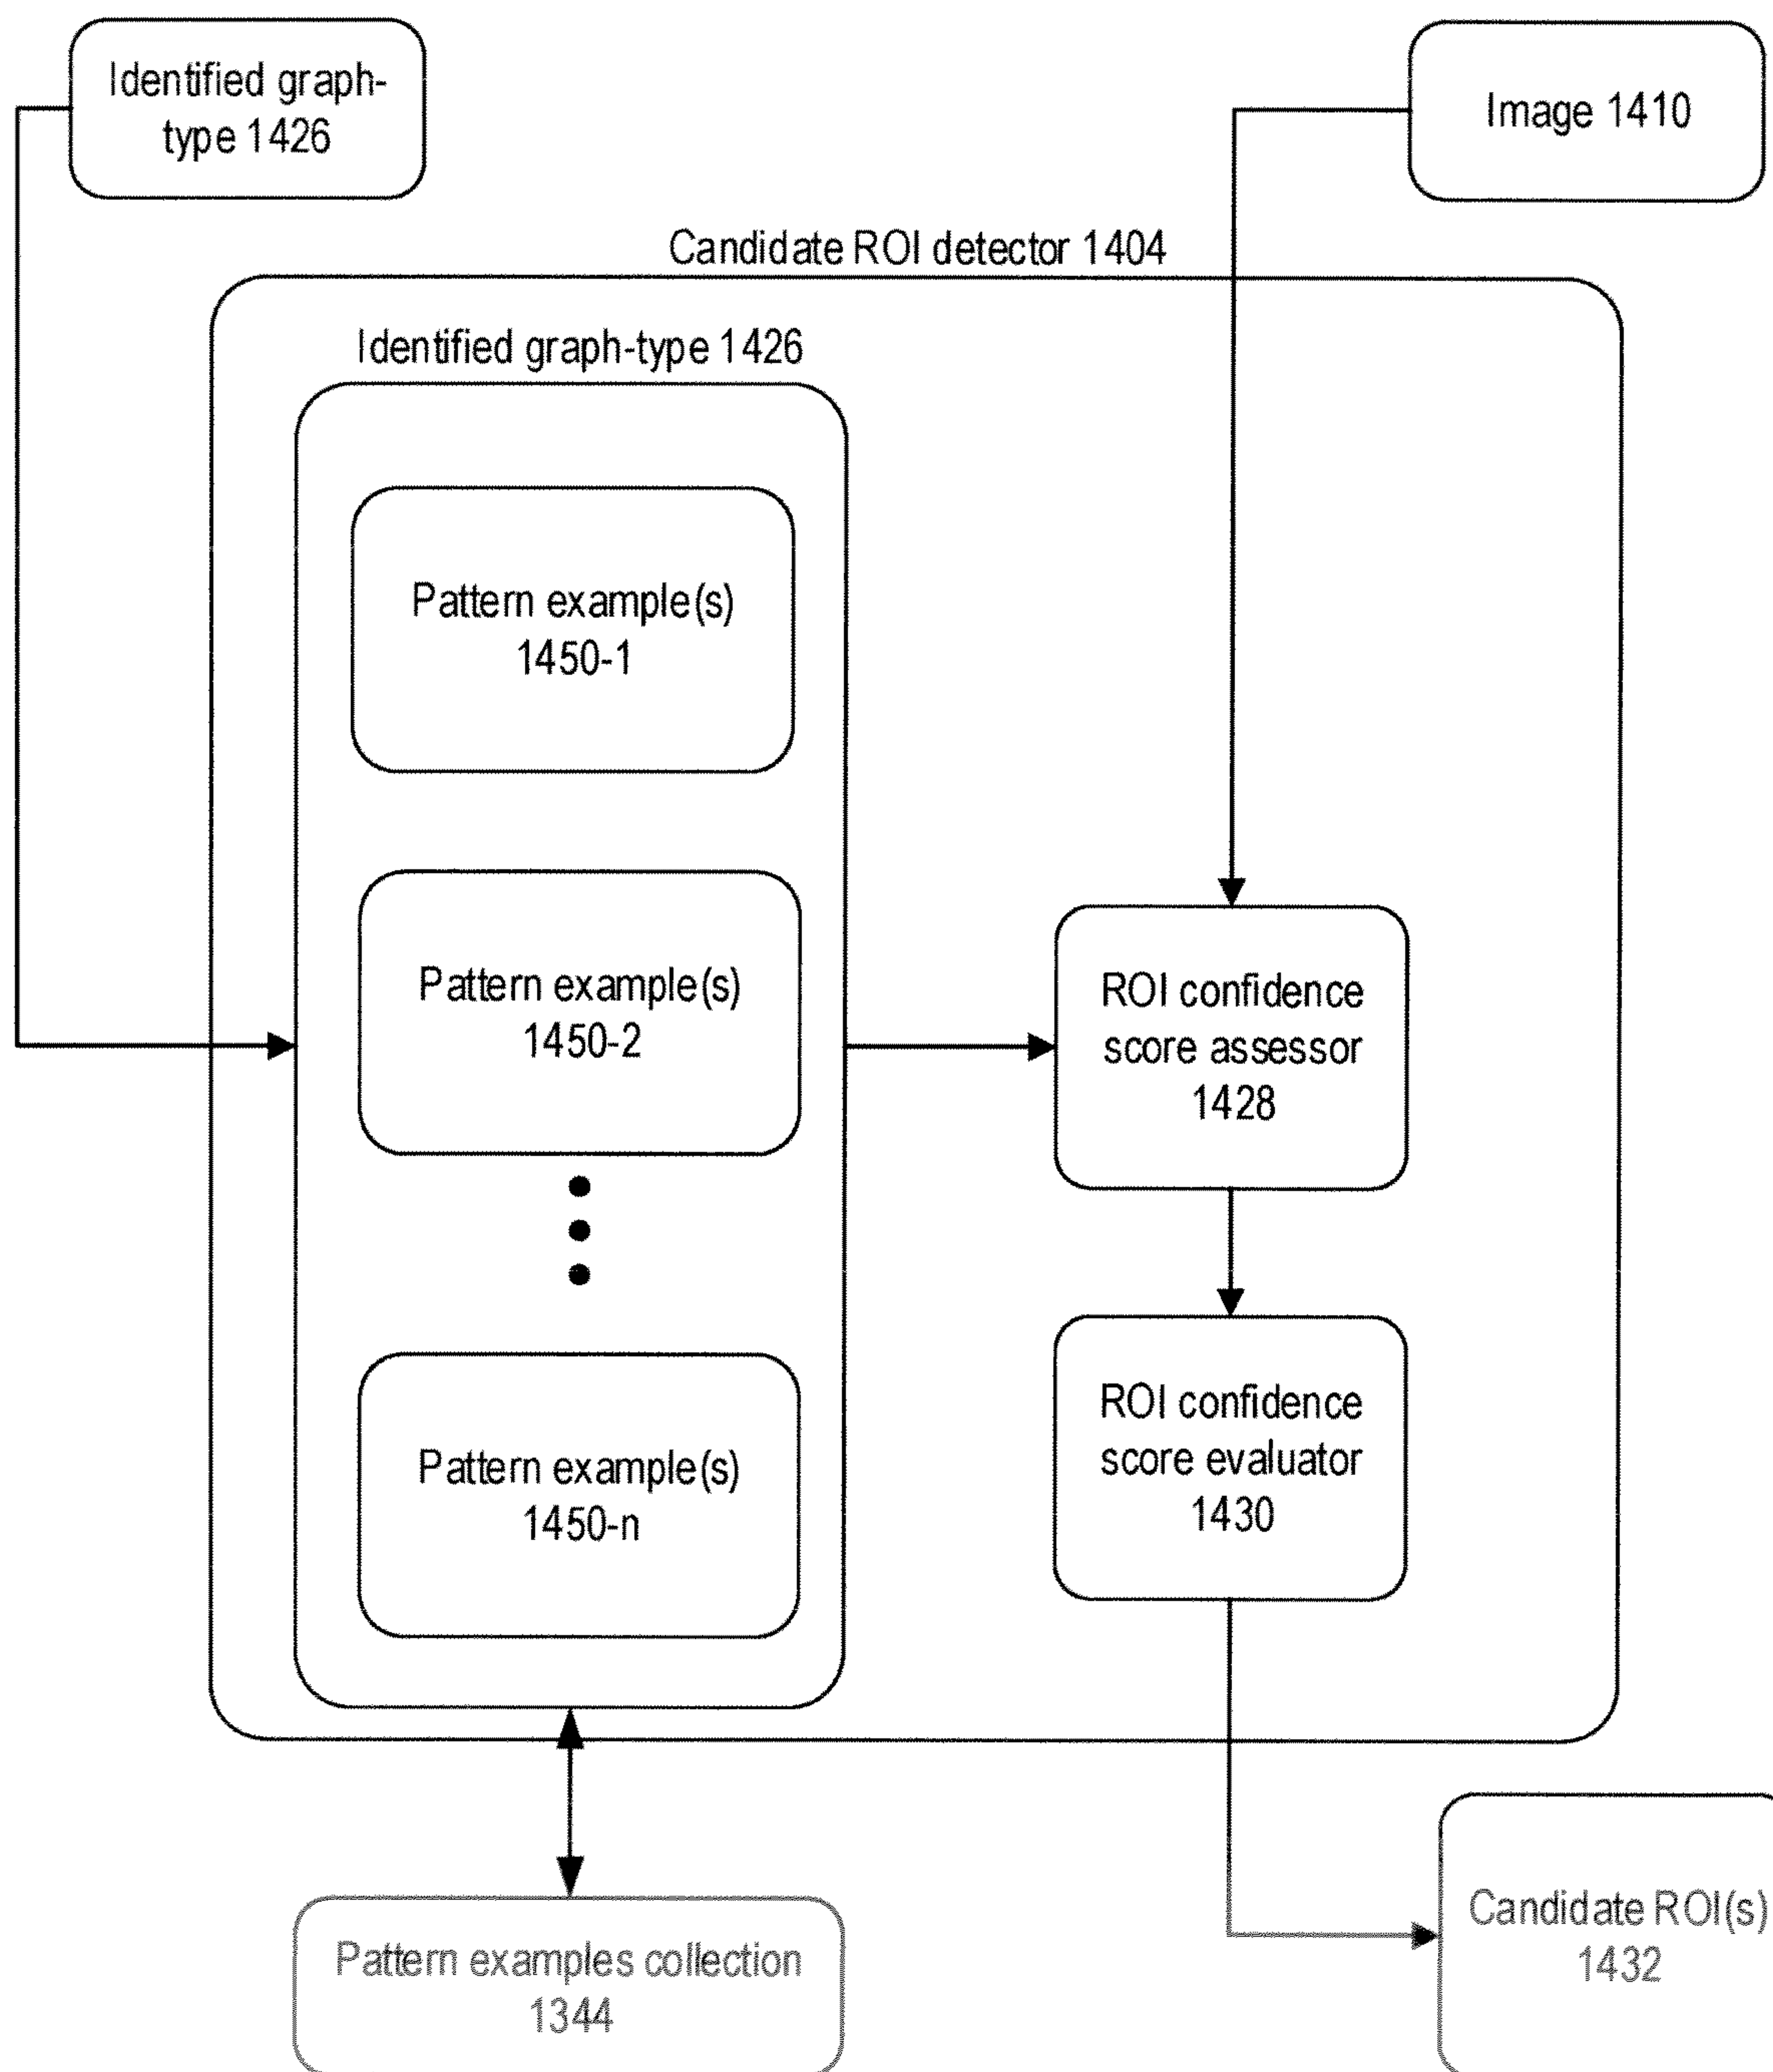 Identified graph-
type 1426
Image 1410
Candidate ROI detector 1404
Identified graph-type 1426
Pattern example(s)
1450-1
Pattern example(s)
1450-2
ROI confidence
score assessor
1428
ROI confidence
score evaluator
1430
Pattern example(s)
1450-n
Candidate ROI(s)
1432
Pattern examples collection
1344